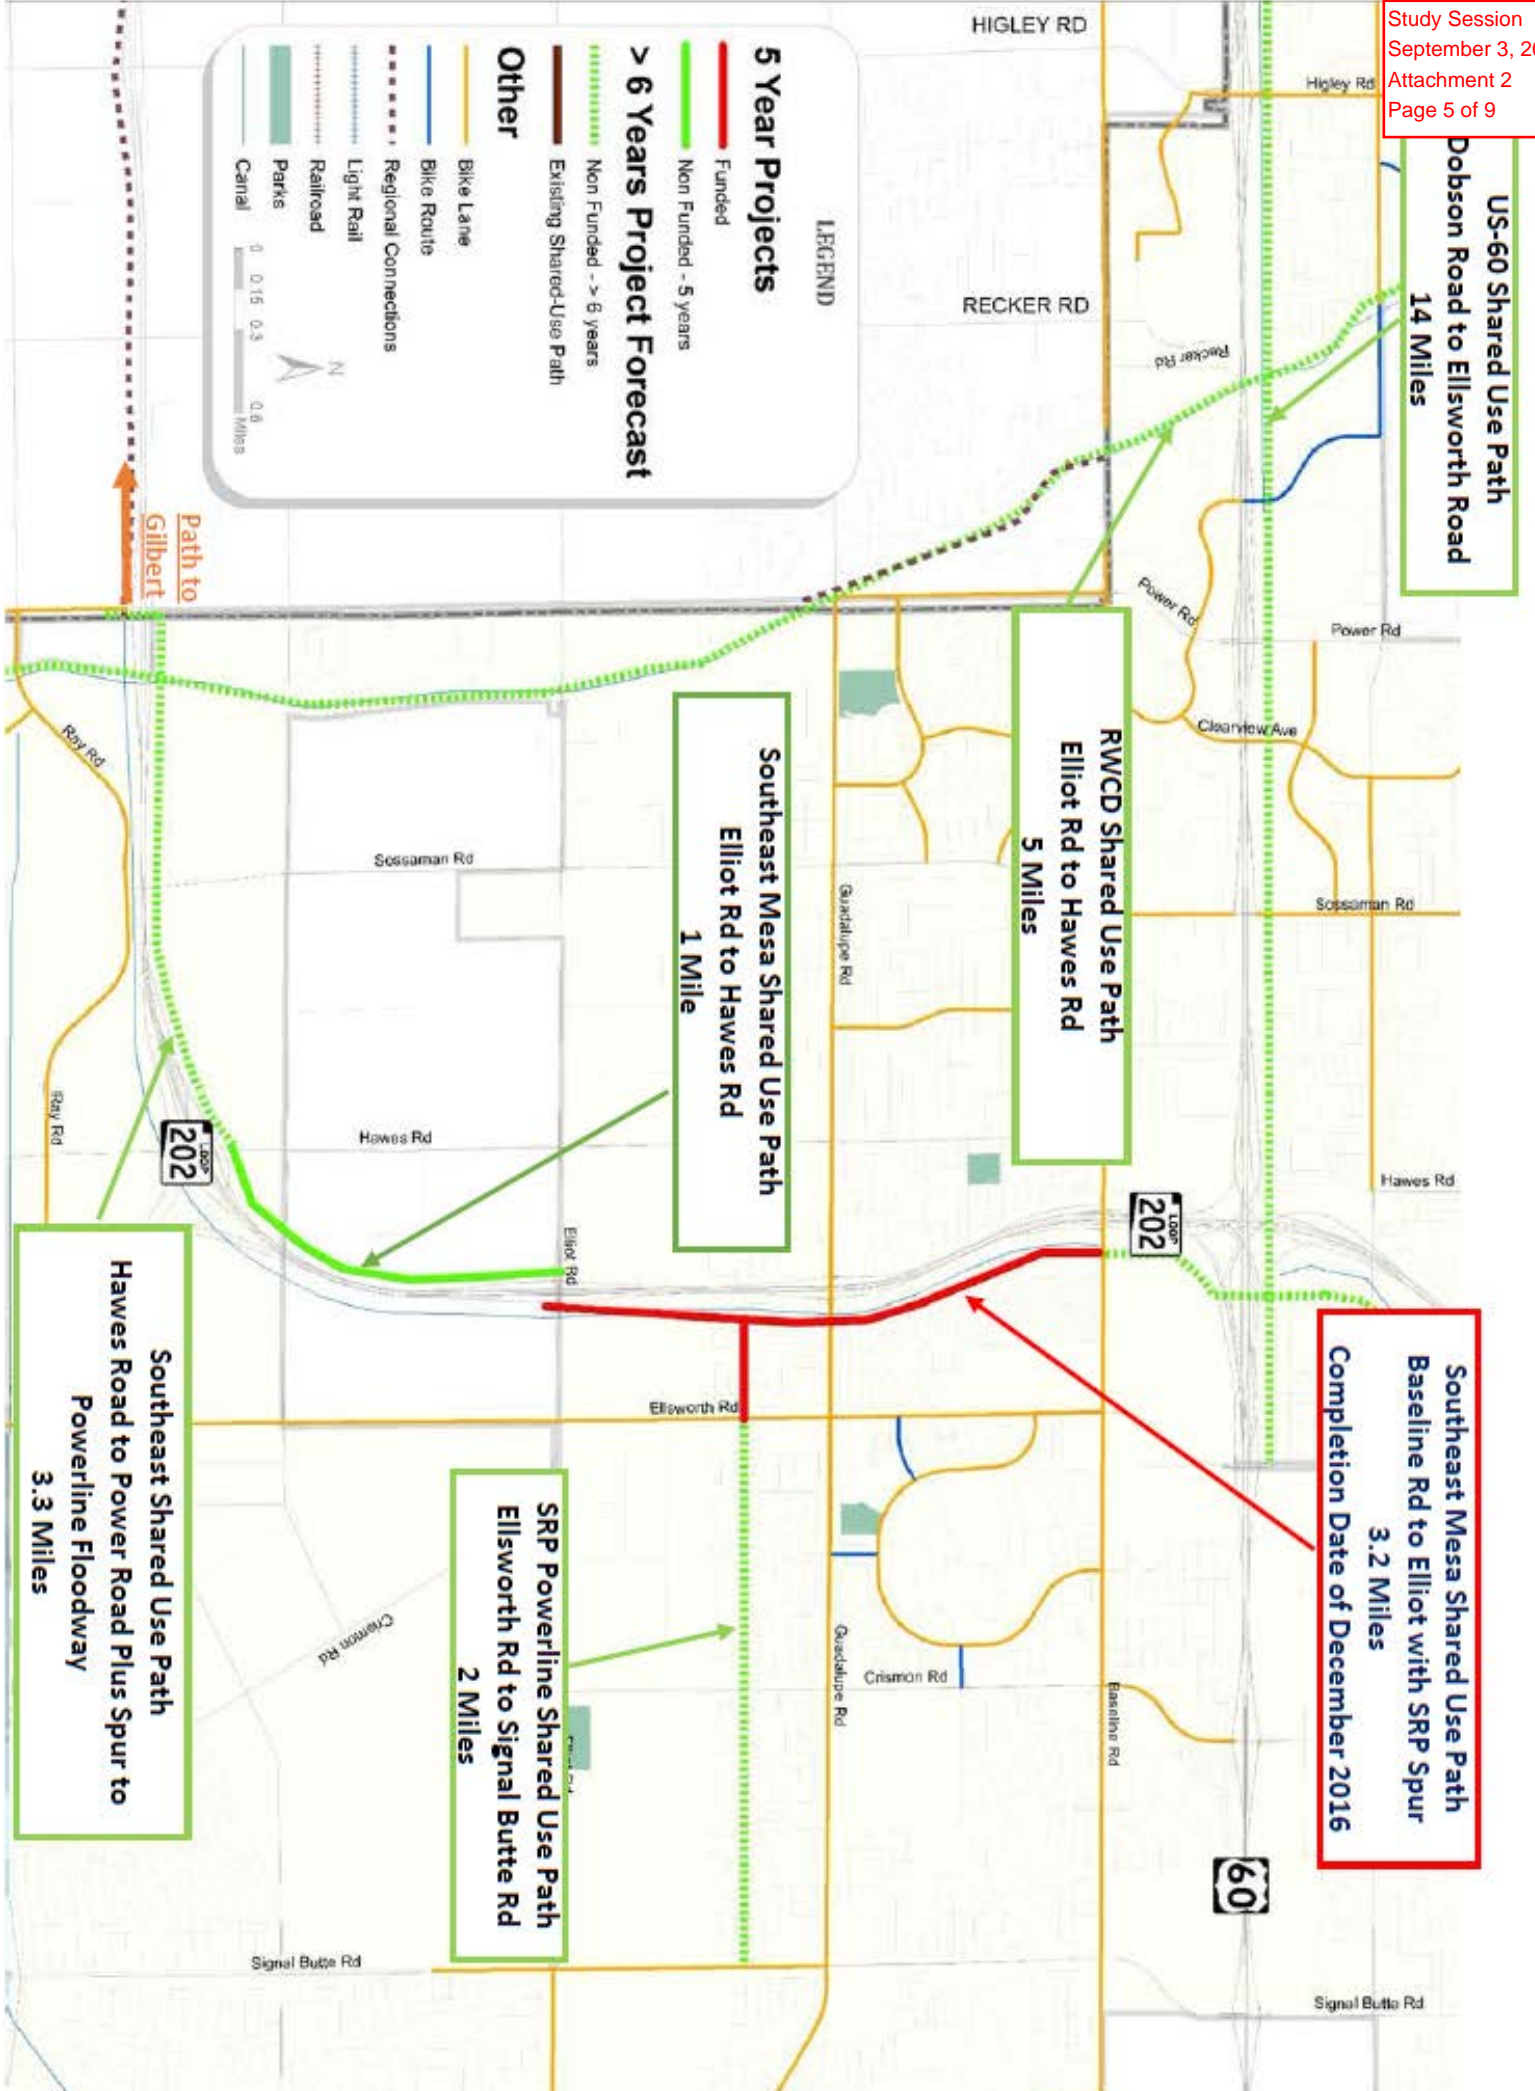 Study Session
September 3, 20
Attachment 2
Page 5 of 9
US-60 Shared Use Path
Dobson Road to Ellsworth Road
14 Miles
HIGLEY RD
Higley Rd
RECKER RD
Recker Rd
LEGEND
5 Year Projects
Funded
Non Funded - 5 years
> 6 Years Project Forecast
Non Funded - > 6 years
Existing Shared-Use Path
Other
Bike Lane
Bike Route
Regional Connections
Light Rail
Railroad
Parks
Canal
N
0 0.15 0.3 0.6
Miles
Path to
Gilbert
Power Rd
Power Rd
Clearview Ave
RWCD Shared Use Path
Elliot Rd to Hawes Rd
5 Miles
Southeast Mesa Shared Use Path
Elliot Rd to Hawes Rd
1 Mile
Ray Rd
Sossaman Rd
Guadalupe Rd
Sossaman Rd
Ray Rd
LOOP
202
Hawes Rd
Elliot Rd
LOOP
202
Hawes Rd
Southeast Mesa Shared Use Path
Baseline Rd to Elliot with SRP Spur
3.2 Miles
Completion Date of December 2016
Southeast Shared Use Path
Hawes Road to Power Road Plus Spur to
Powerline Floodway
3.3 Miles
Ellsworth Rd
SRP Powerline Shared Use Path
Ellsworth Rd to Signal Butte Rd
2 Miles
Crismon Rd
Guadalupe Rd
Crismon Rd
Baseline Rd
60
Signal Butte Rd
Signal Butte Rd